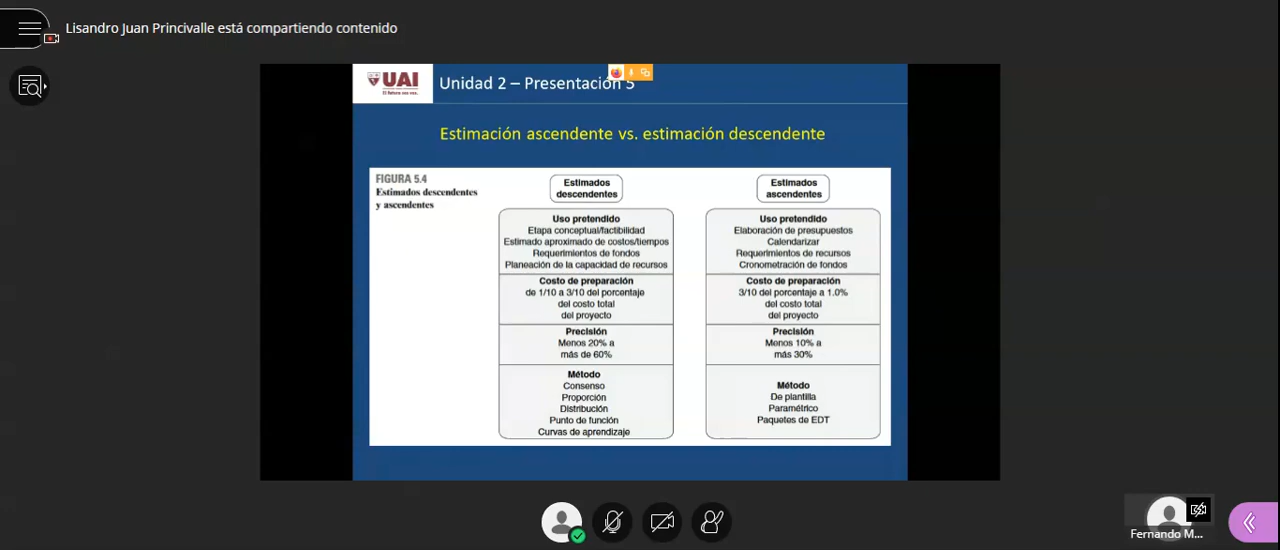 Lisandro Juan Princivalle está compartiendo contenido
UAI
Unidad 2 – Presentación 5
Estimación ascendente vs. estimación descendente
FIGURA 5.4
Estimados descendentes
y ascendentes
Estimados
descendentes
Uso pretendido
Etapa conceptual/factibilidad
Estimado aproximado de costos/tiempos
Requerimientos de fondos
Planeación de la capacidad de recursos
Costo de preparación
de 1/10 a 3/10 del porcentaje
del costo total
del proyecto
Precisión
Menos 20% a
más de 60%
Método
Consenso
Proporción
Distribución
Punto de función
Curvas de aprendizaje
Estimados
ascendentes
Uso pretendido
Elaboración de presupuestos
Calendarizar
Requerimientos de recursos
Cronometración de fondos
Costo de preparación
3/10 del porcentaje a 1.0%
del costo total
del proyecto
Precisión
Menos 10% a
más 30%
Método
De plantilla
Paramétrico
Paquetes de EDT
Fernando M...